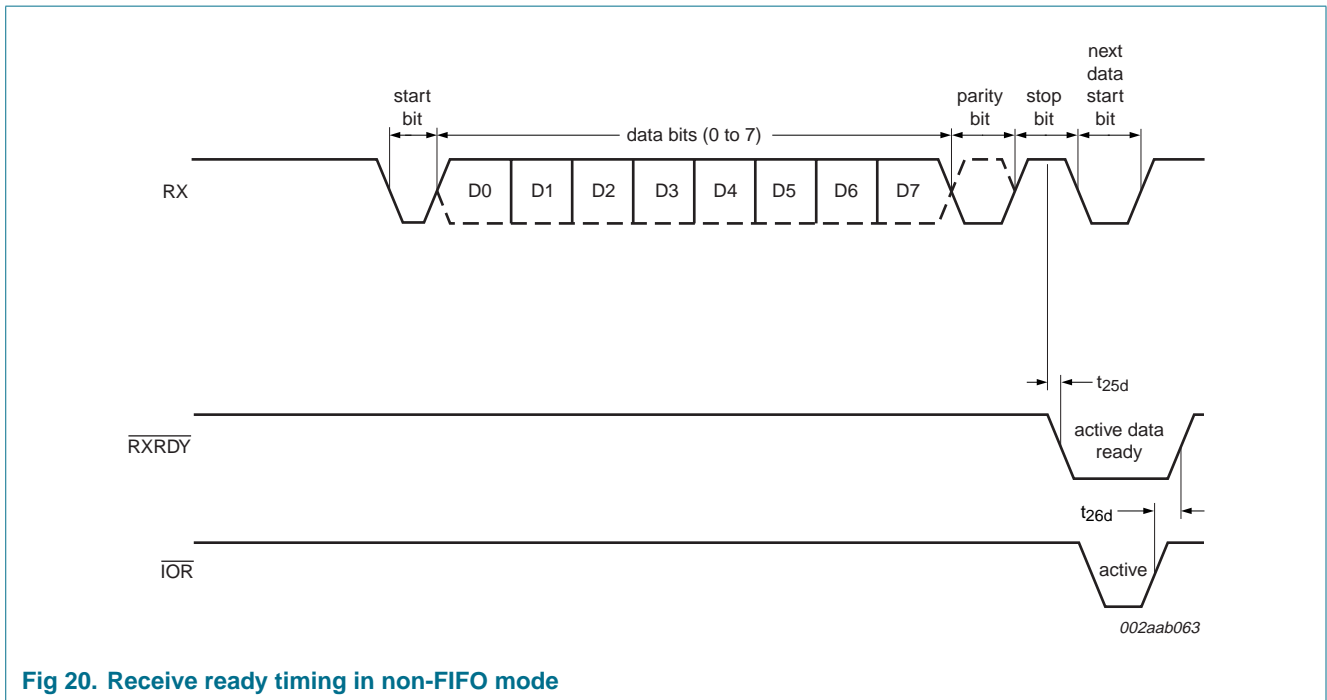 next
data
start
bit
start
bit
parity
bit
stop
bit
data bits (0 to 7)
RX
D0 D1 D2 D3 D4 D5 D6 D7
t25d
RXRDY
active data
ready
t26d
IOR
active
002aab063
Fig 20. Receive ready timing in non-FIFO mode